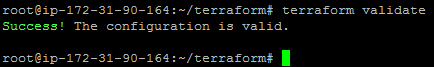 root@ip-172-31-90-164:~/terraform# terraform validate
Success! The configuration is valid.
root@ip-172-31-90-164:~/terraform#